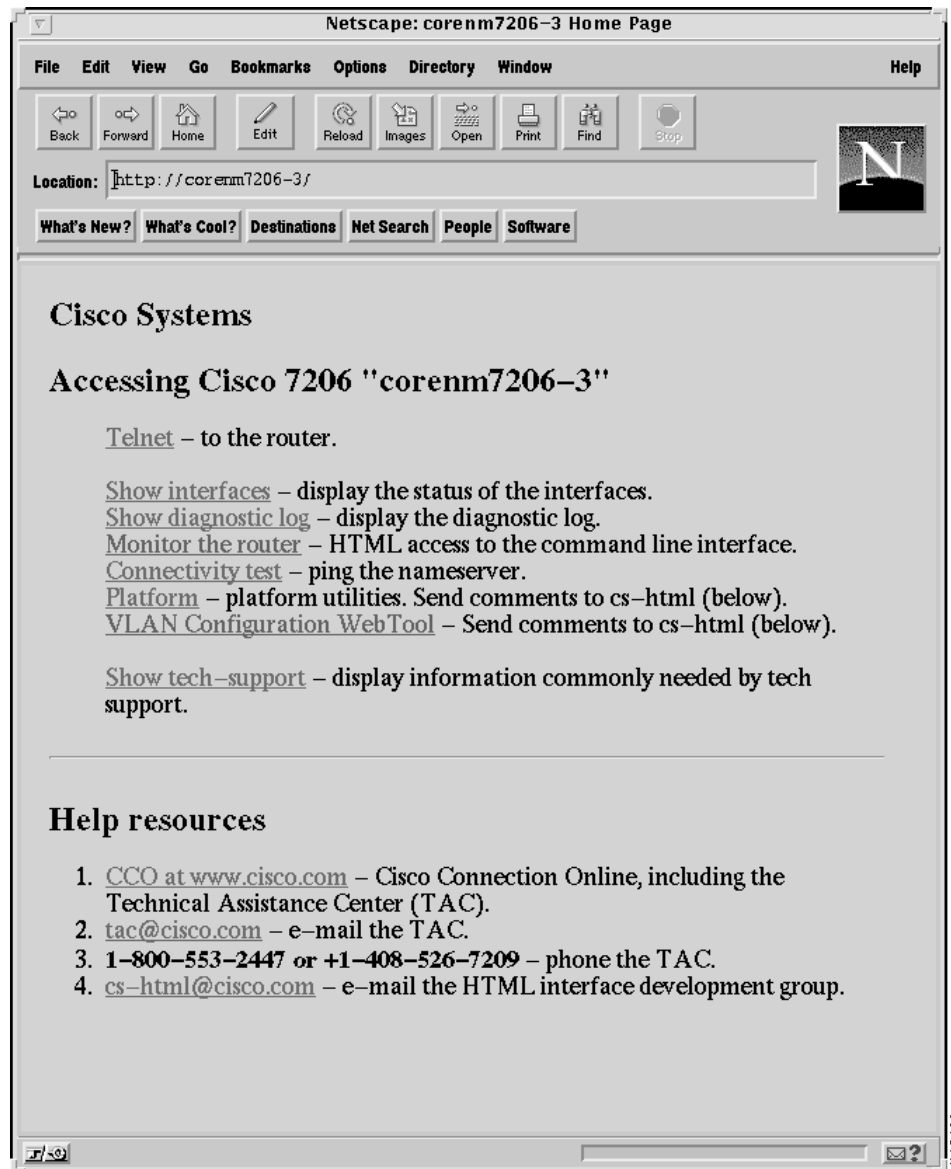 Netscape: corenm7206–3 Home Page
File Edit View Go Bookmarks Options Directory Window Help
Back Forward Home Edit Reload Images Open Print Find Stop
Location: http://corenm7206-3/
N
What's New? What's Cool? Destinations Net Search People Software
Cisco Systems
Accessing Cisco 7206 "corenm7206–3"
Telnet – to the router.
Show interfaces – display the status of the interfaces.
Show diagnostic log – display the diagnostic log.
Monitor the router – HTML access to the command line interface.
Connectivity test – ping the nameserver.
Platform – platform utilities. Send comments to cs–html (below).
VLAN Configuration WebTool – Send comments to cs–html (below).
Show tech–support – display information commonly needed by tech
support.
Help resources
1. CCO at www.cisco.com – Cisco Connection Online, including the
Technical Assistance Center (TAC).
2. tac@cisco.com – e–mail the TAC.
3. 1–800–553–2447 or +1–408–526–7209 – phone the TAC.
4. cs–html@cisco.com – e–mail the HTML interface development group.
?